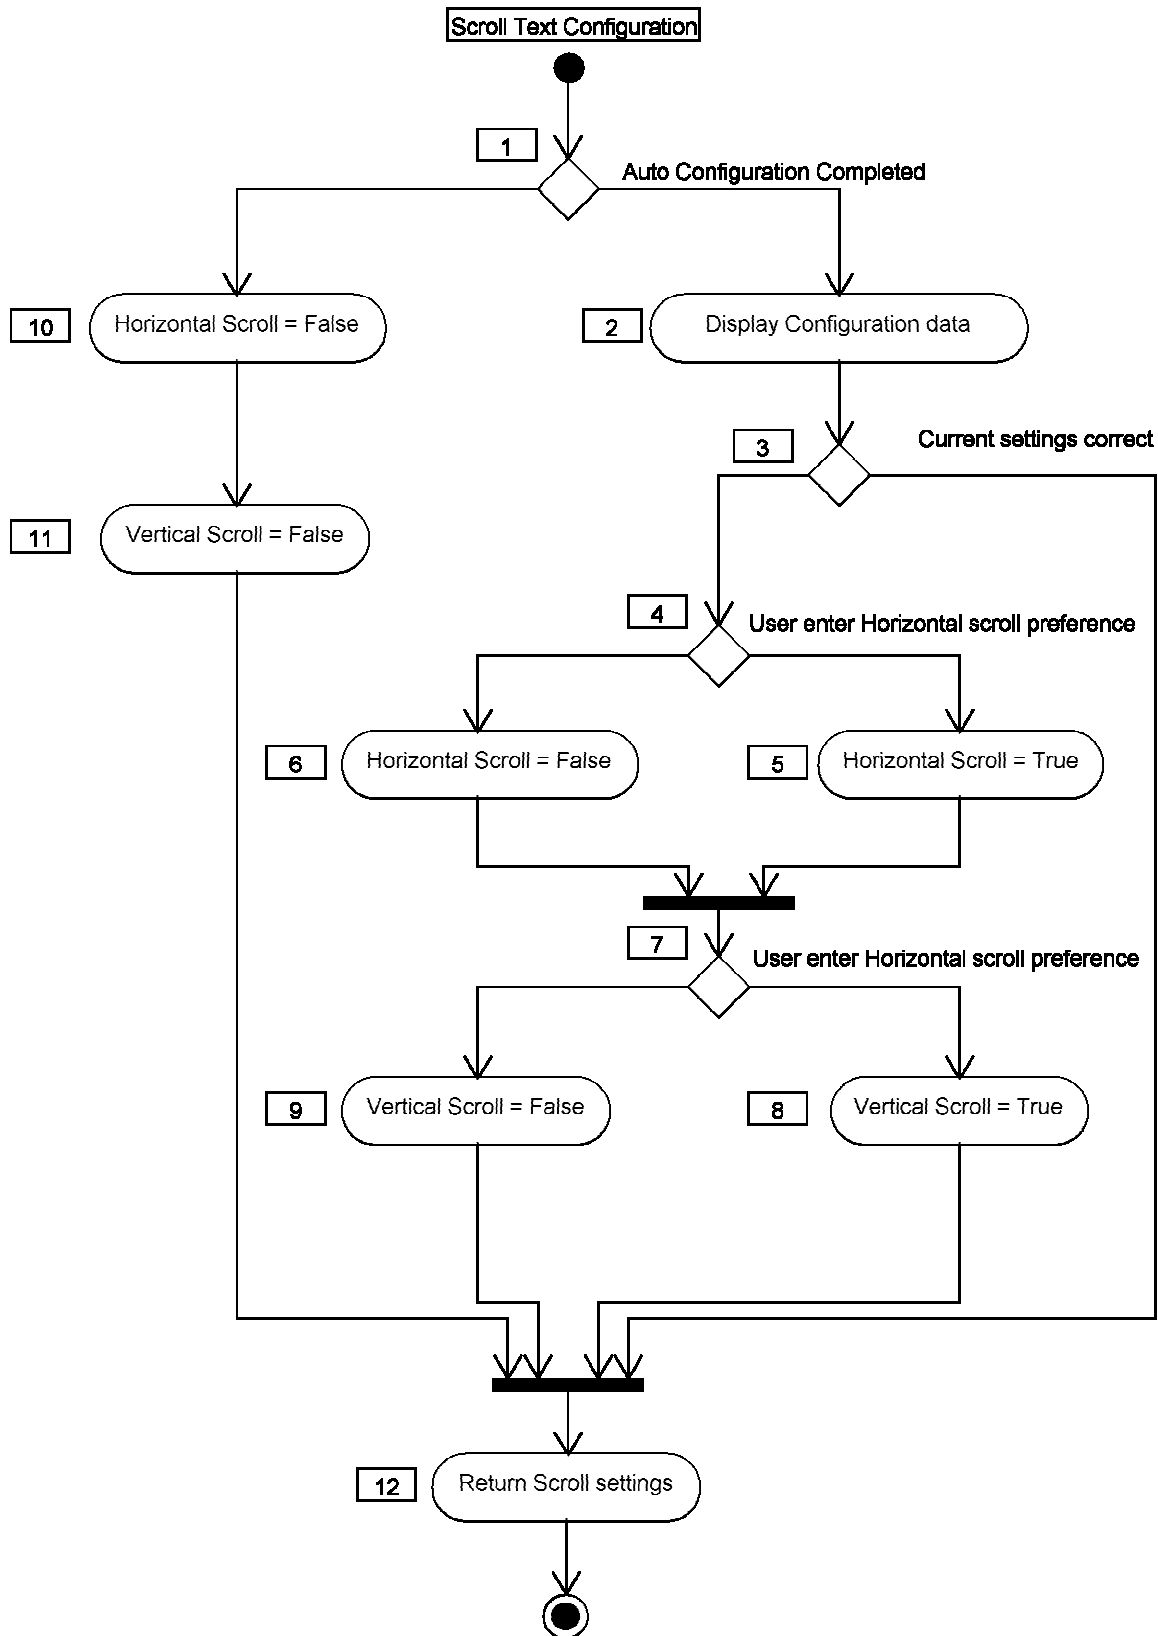 Scroll Text Configuration
1
Auto Configuration Completed
10
Horizontal Scroll = False
2
Display Configuration data
3
Current settings correct
11
Vertical Scroll = False
4
User enter Horizontal scroll preference
6
Horizontal Scroll = False
5
Horizontal Scroll = True
7
User enter Horizontal scroll preference
9
Vertical Scroll = False
8
Vertical Scroll = True
12
Return Scroll settings